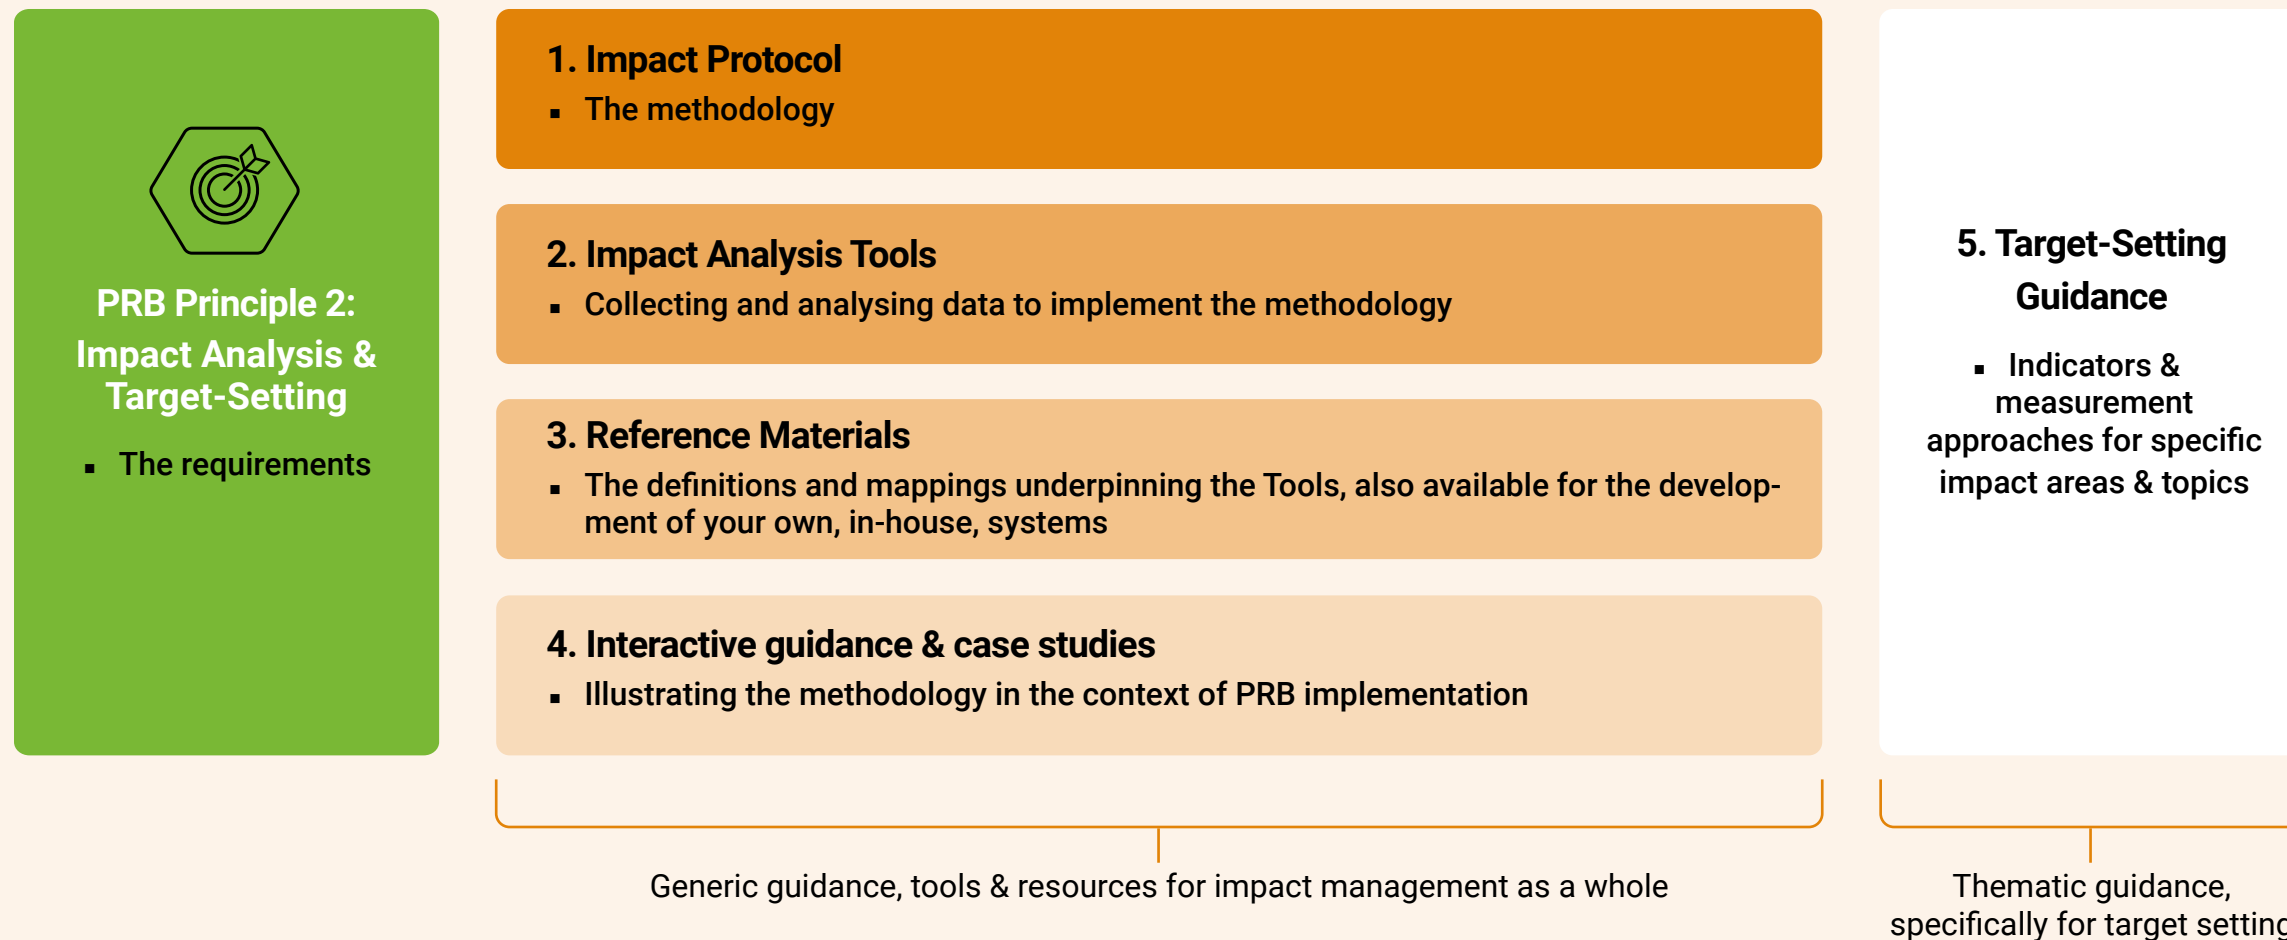 PRB Principle 2:
Impact Analysis &
Target-Setting
▪ The requirements
1. Impact Protocol
▪ The methodology
2. Impact Analysis Tools
▪ Collecting and analysing data to implement the methodology
3. Reference Materials
▪ The definitions and mappings underpinning the Tools, also available for the develop-
ment of your own, in-house, systems
4. Interactive guidance & case studies
▪ Illustrating the methodology in the context of PRB implementation
Generic guidance, tools & resources for impact management as a whole
5. Target-Setting
Guidance
▪ Indicators &
measurement
approaches for specific
impact areas & topics
Thematic guidance,
specifically for target setting